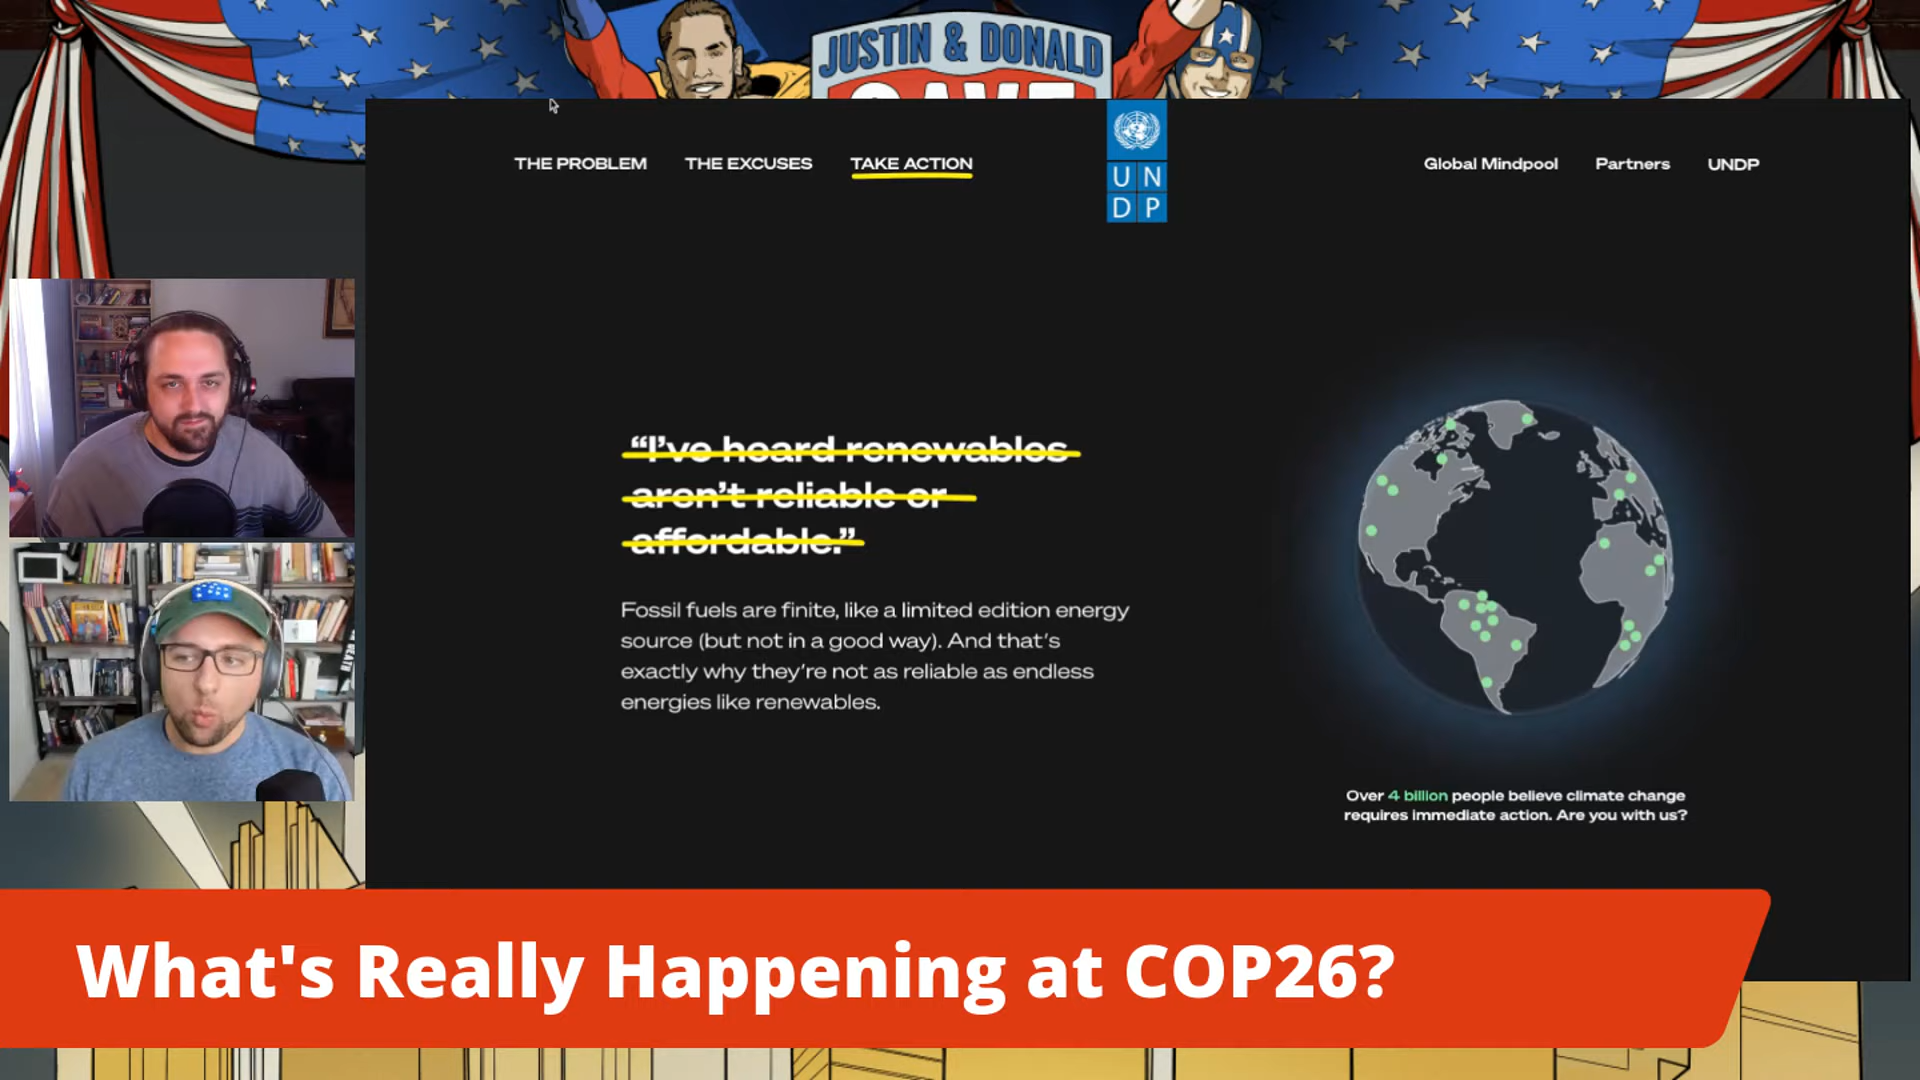 JUSTIN & DONALD
SAVE
THE PROBLEM
THE EXCUSES
TAKE ACTION
UN
DP
Global Mindpool
Partners
UNDP
“I’ve heard renewables
aren’t reliable or
affordable.”
Fossil fuels are finite, like a limited edition energy
source (but not in a good way). And that’s
exactly why they’re not as reliable as endless
energies like renewables.
Over 4 billion people believe climate change
requires immediate action. Are you with us?
What's Really Happening at COP26?